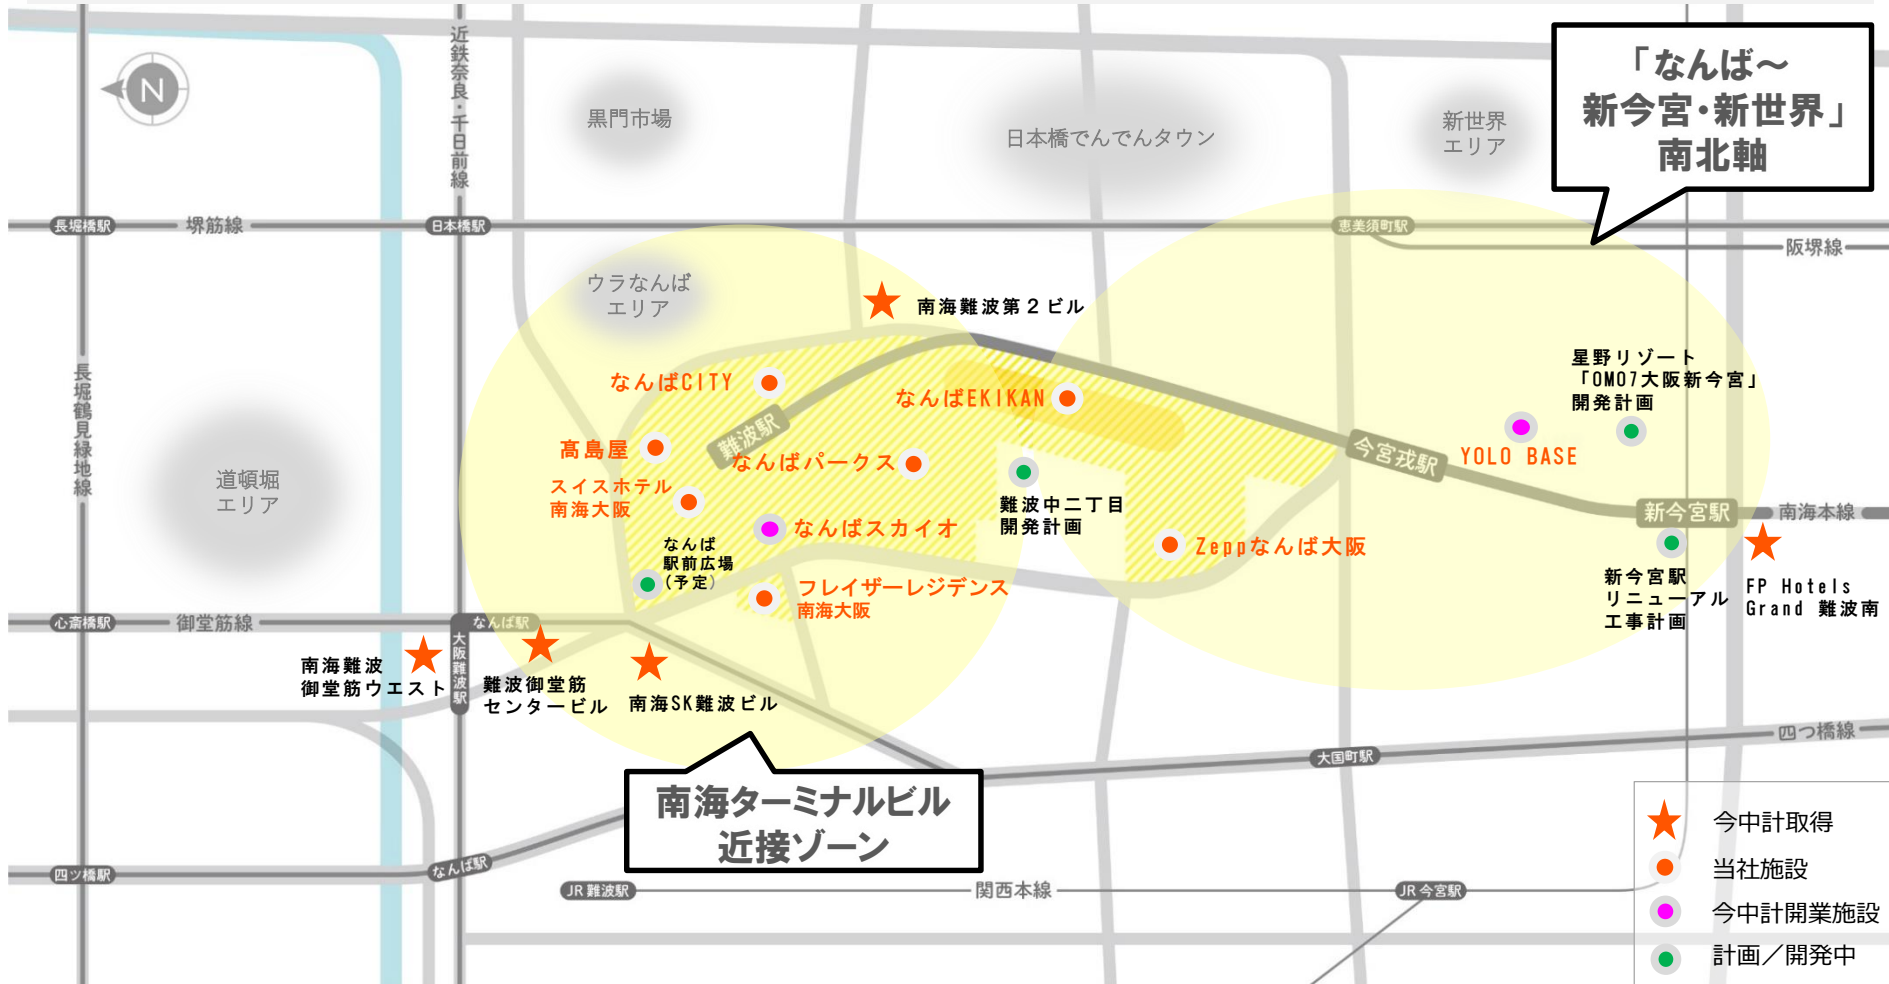 近鉄奈良・千日前線
「なんば～
新今宮・新世界」
南北軸
N
黒門市場
日本橋でんでんタウン
新世界
エリア
長堀橋駅
堺筋線
日本橋駅
恵美須町駅
阪堺線
ウラなんば
エリア
南海難波第２ビル
長堀鶴見緑地線
道頓堀
エリア
なんばCITY
難波駅
髙島屋
スイスホテル
南海大阪
なんばパークス
なんばEKIKAN
なんばスカイオ
難波中二丁目
開発計画
なんば
駅前広場
（予定）
フレイザーレジデンス
南海大阪
Zeppなんば大阪
今宮戎駅
YOLO BASE
星野リゾート
「OMO7大阪新今宮」
開発計画
新今宮駅
南海本線
新今宮駅
リニューアル
工事計画
FP Hotels
Grand 難波南
心斎橋駅
御堂筋線
なんば駅
大阪難波駅
南海難波
御堂筋ウエスト
難波御堂筋
センタービル
南海SK難波ビル
南海ターミナルビル
近接ゾーン
大国町駅
四つ橋線
四ツ橋駅
なんば駅
JR難波駅
関西本線
JR今宮駅
今中計取得
当社施設
今中計開業施設
計画／開発中